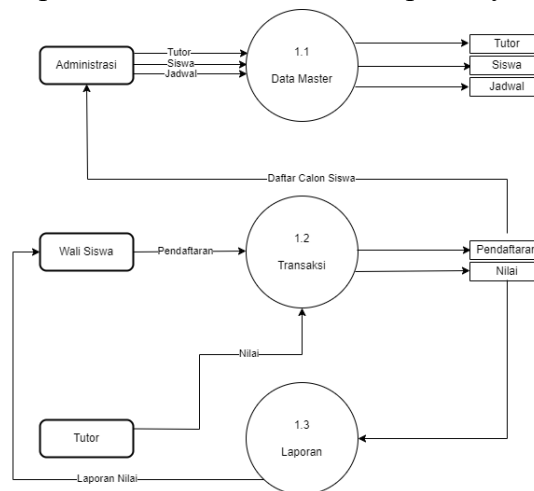 Administrasi
Tutor
Siswa
Jadwal
1.1
Data Master
Tutor
Siswa
Jadwal
Daftar Calon Siswa
Wali Siswa
Pendaftaran
1.2
Transaksi
Pendaftaran
Nilai
Nilai
Tutor
1.3
Laporan
Laporan Nilai